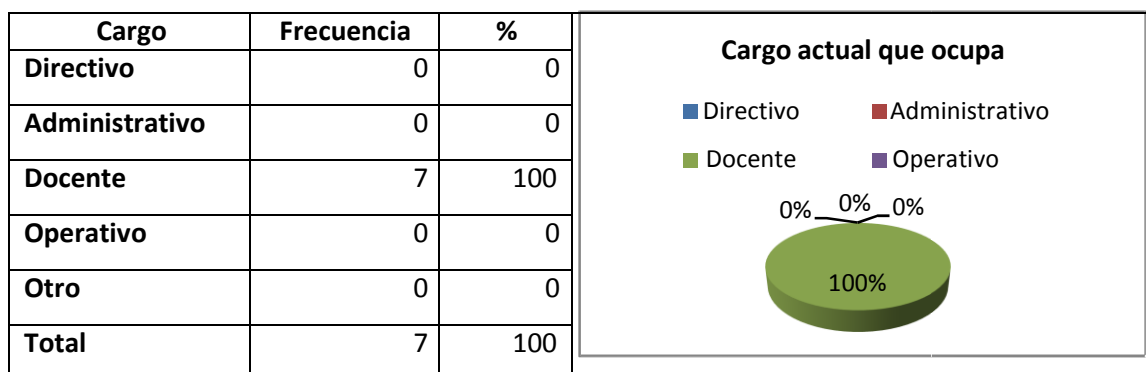 Cargo Frecuencia %
Directivo 0 0
Administrativo 0 0
Docente 7 100
Operativo 0 0
Otro 0 0
Total 7 100
Cargo actual que ocupa
Directivo Administrativo
Docente Operativo
0% 0% 0%
100%